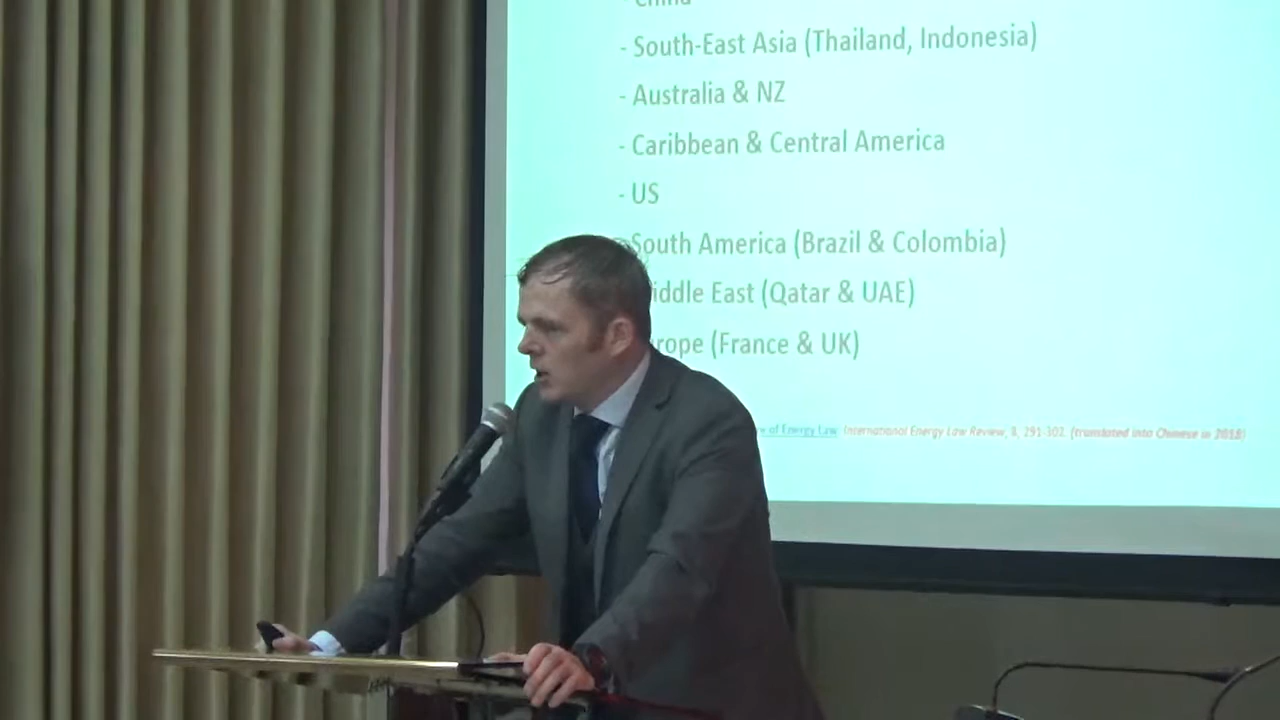 - China
- South-East Asia (Thailand, Indonesia)
- Australia & NZ
- Caribbean & Central America
- US
South America (Brazil & Colombia)
iddle East (Qatar & UAE)
rope (France & UK)
of Energy Law. International Energy Law Review, 8, 291-302. (translated into Chinese in 2018)